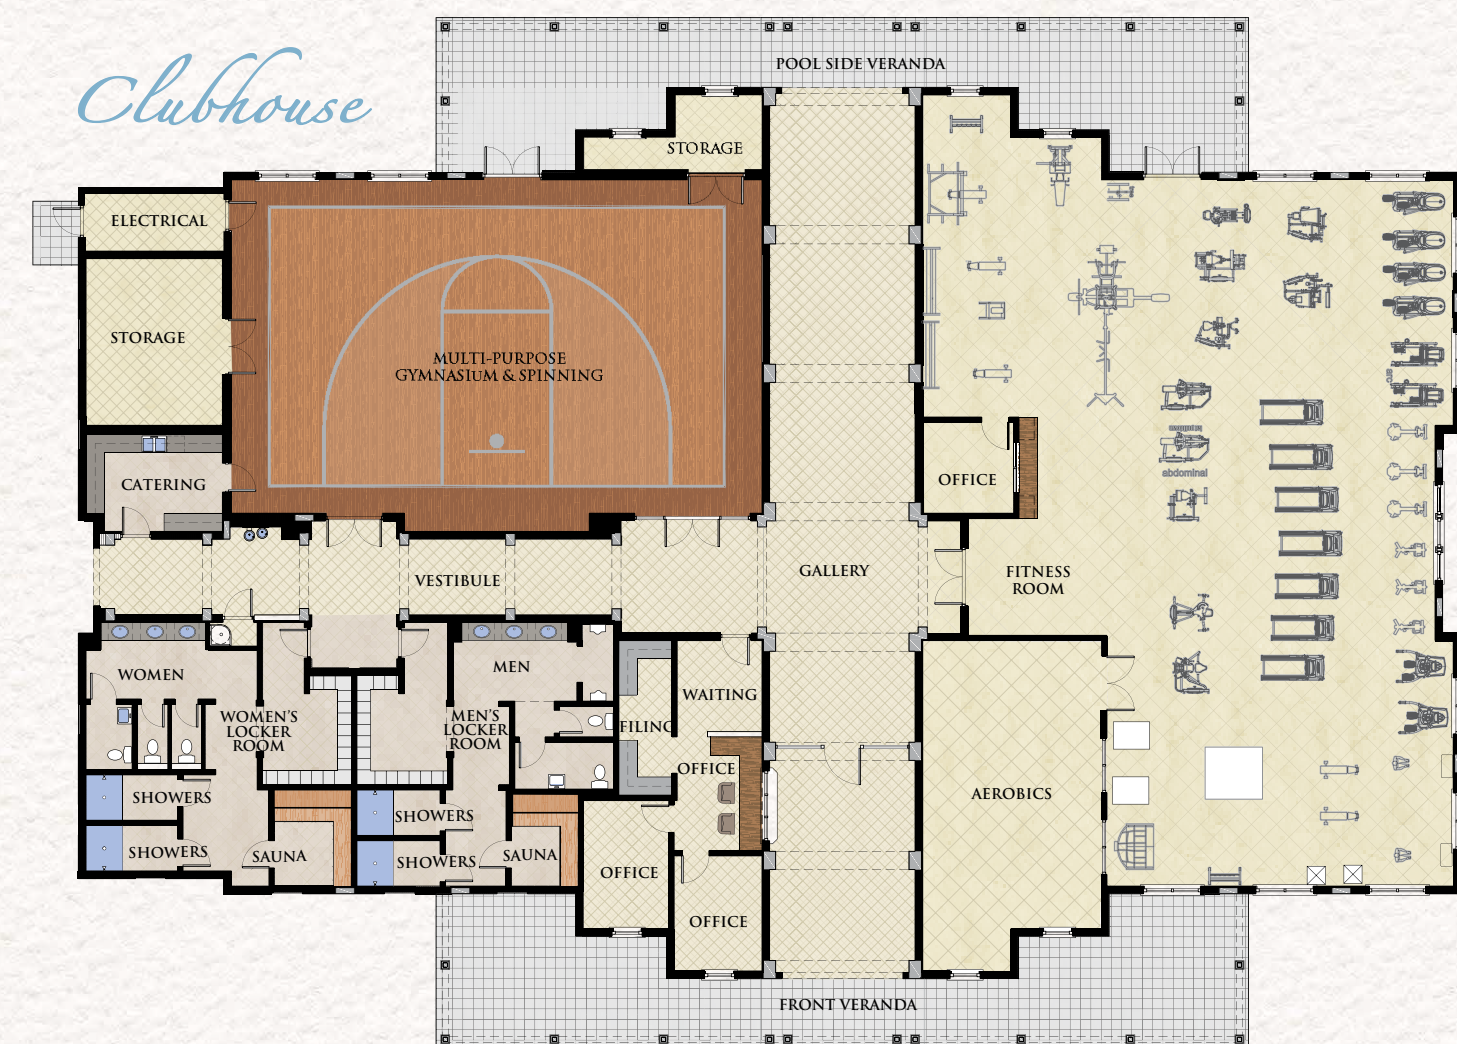 Clubhouse
POOL SIDE VERANDA
STORAGE
ELECTRICAL
STORAGE
MULTI-PURPOSE
GYMNASIUM & SPINNING
CATERING
OFFICE
abdominal
VESTIBULE
GALLERY
FITNESS
ROOM
WOMEN
MEN
WAITING
WOMEN'S
LOCKER
ROOM
MEN'S
LOCKER
ROOM
FILING
OFFICE
SHOWERS
SHOWERS
AEROBICS
SHOWERS
SAUNA
SHOWERS
SAUNA
OFFICE
OFFICE
FRONT VERANDA